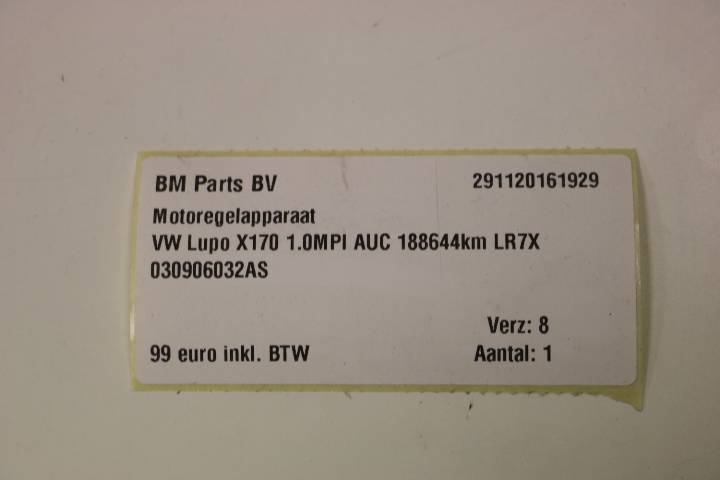 BM Parts BV 291120161929
Motoregelapparaat
VW Lupo X170 1.0MPI AUC 188644km LR7X
030906032AS
Verz: 8
99 euro inkl. BTW Aantal: 1